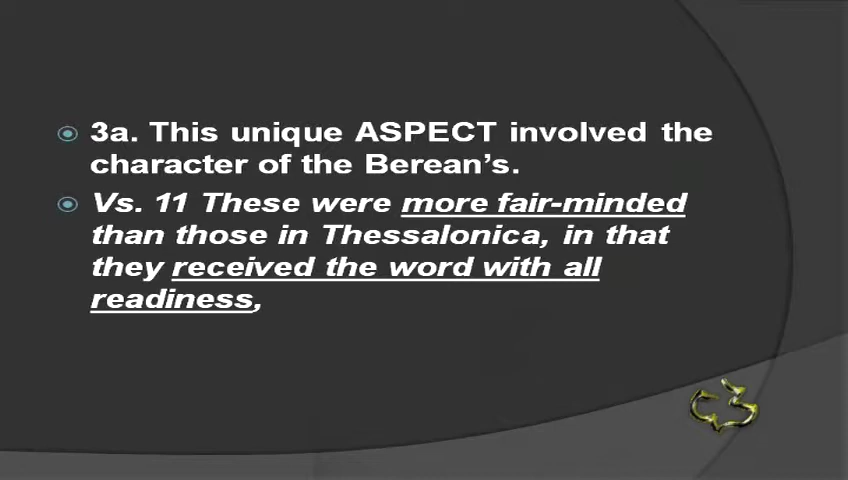 3a. This unique ASPECT involved the
character of the Berean's.
Vs. 11 These were more fair-minded
than those in Thessalonica, in that
they received the word with all
readiness,
C3